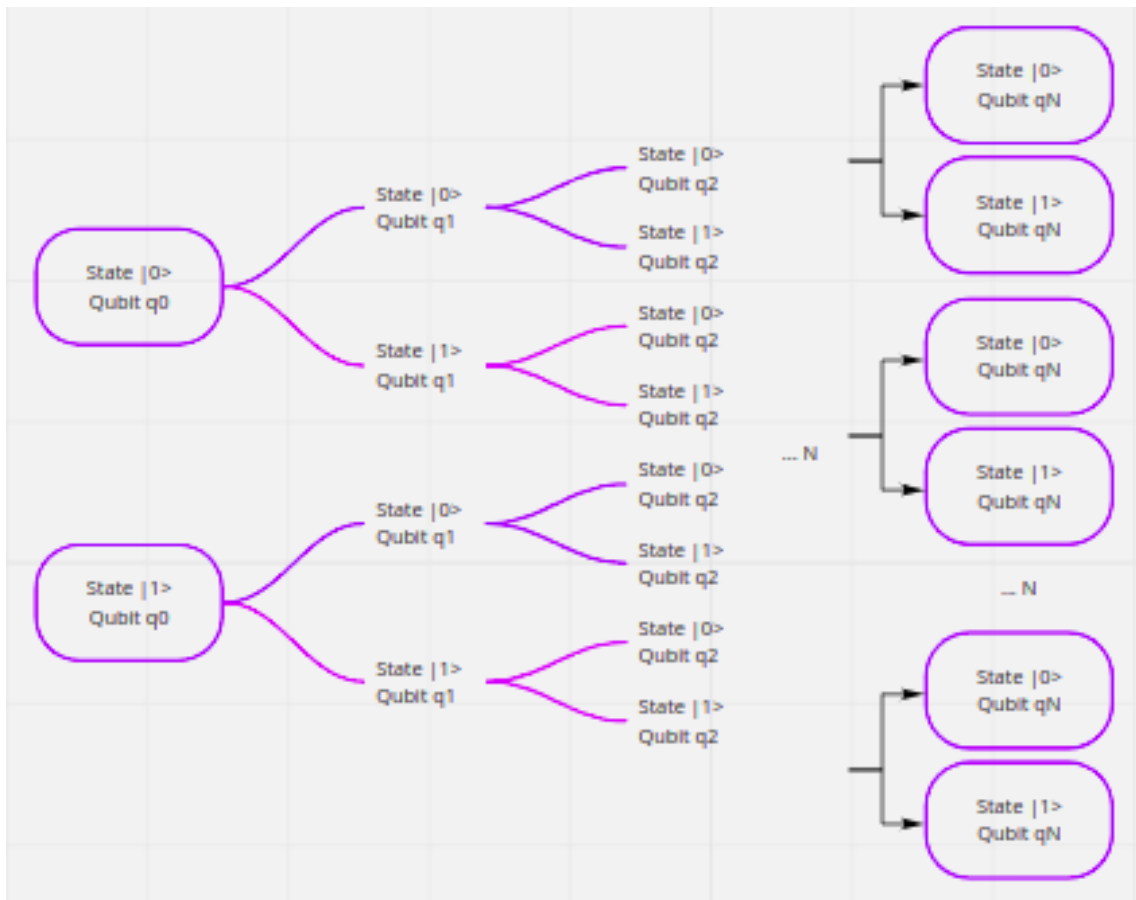 State |0>
Qubit q0
State |1>
Qubit q0
State |0>
Qubit q1
State |1>
Qubit q1
State |0>
Qubit q1
State |1>
Qubit q1
State |0>
Qubit q2
State |1>
Qubit q2
State |0>
Qubit q2
State |1>
Qubit q2
State |0>
Qubit q2
State |1>
Qubit q2
State |0>
Qubit q2
State |1>
Qubit q2
... N
State |0>
Qubit qN
State |1>
Qubit qN
State |0>
Qubit qN
State |1>
Qubit qN
... N
State |0>
Qubit qN
State |1>
Qubit qN